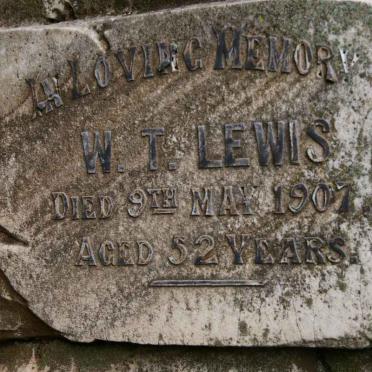 In Loving Memory
W. T. LEWIS
DIED 9TH MAY 1907.
AGED 52 YEARS.